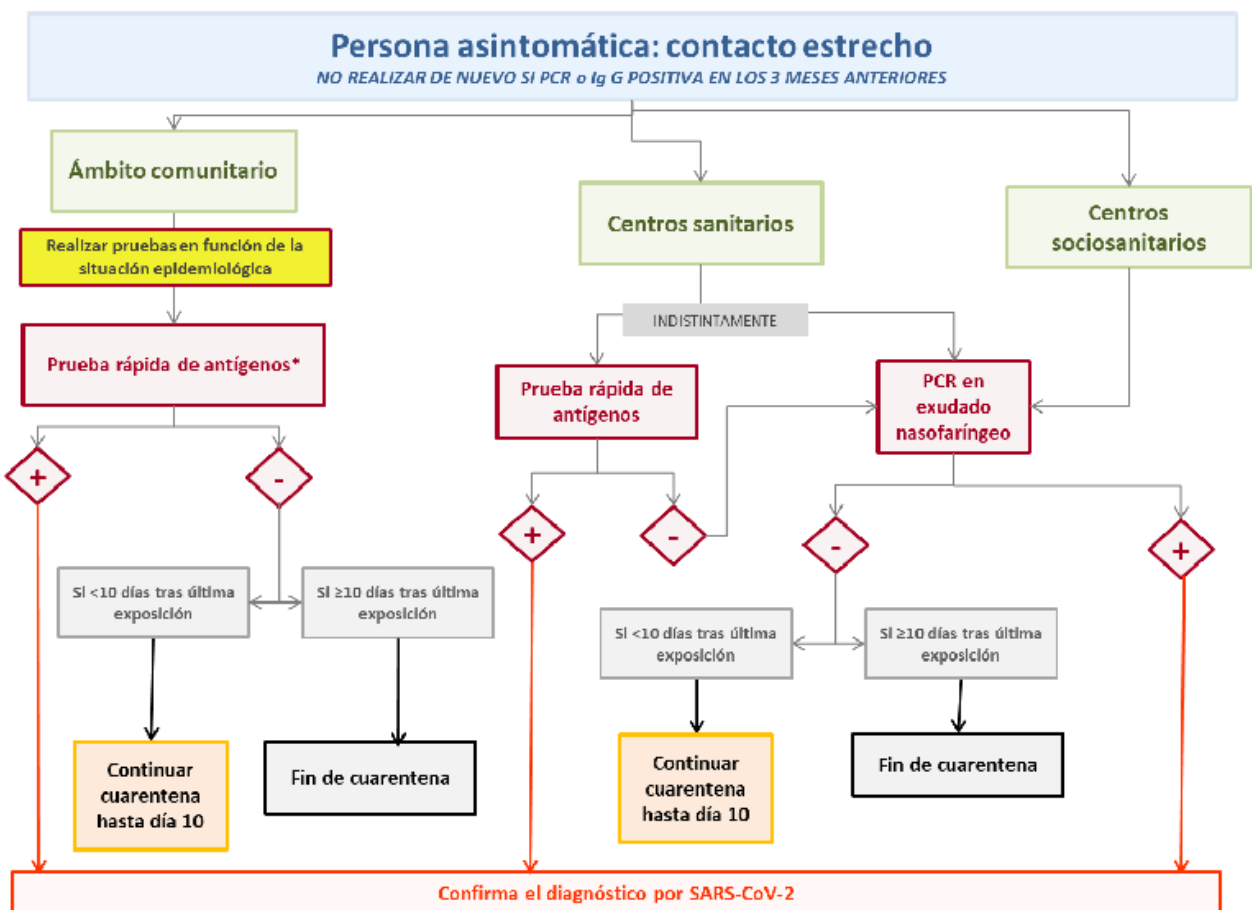 Persona asintomática: contacto estrecho
NO REALIZAR DE NUEVO SI PCR o Ig G POSITIVA EN LOS 3 MESES ANTERIORES
Ámbito comunitario
Realizar pruebas en función de la
situación epidemiológica
Prueba rápida de antígenos*
+
-
Si <10 días tras última
exposición
Si ≥10 días tras última
exposición
Continuar
cuarentena
hasta día 10
Fin de cuarentena
Centros sanitarios
INDISTINTAMENTE
Prueba rápida de
antígenos
+
-
Centros
sociosanitarios
PCR en
exudado
nasofaríngeo
-
+
Si <10 días tras última
exposición
Si ≥10 días tras última
exposición
Continuar
cuarentena
hasta día 10
Fin de cuarentena
Confirma el diagnóstico por SARS-CoV-2